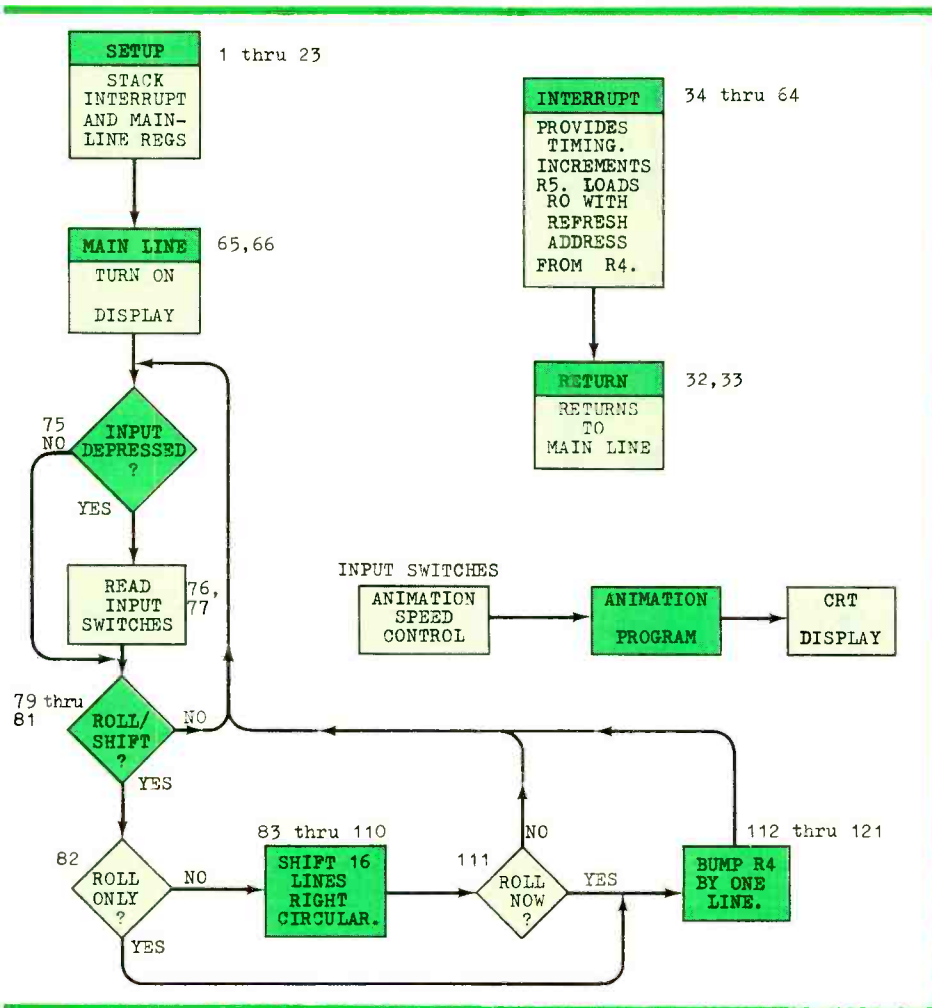 SETUP
1 thru 23
STACK
INTERRUPT
AND MAIN-
LINE REGS
INTERRUPT
34 thru 64
PROVIDES
TIMING.
INCREMENTS
R5. LOADS
RO WITH
REFRESH
ADDRESS
FROM R4.
MAIN LINE
65,66
TURN ON
DISPLAY
RETURN
32,33
RETURNS
TO
MAIN LINE
75
NO
INPUT
DEPRESSED
?
YES
READ
INPUT
SWITCHES
76,
77
INPUT SWITCHES
ANIMATION
SPEED
CONTROL
ANIMATION
PROGRAM
CRT
DISPLAY
79 thru
81
ROLL/
SHIFT
?
NO
YES
82
ROLL
ONLY
?
NO
YES
83 thru 110
SHIFT 16
LINES
RIGHT
CIRCULAR.
111
NO
ROLL
NOW
?
YES
112 thru 121
BUMP R4
BY ONE
LINE.